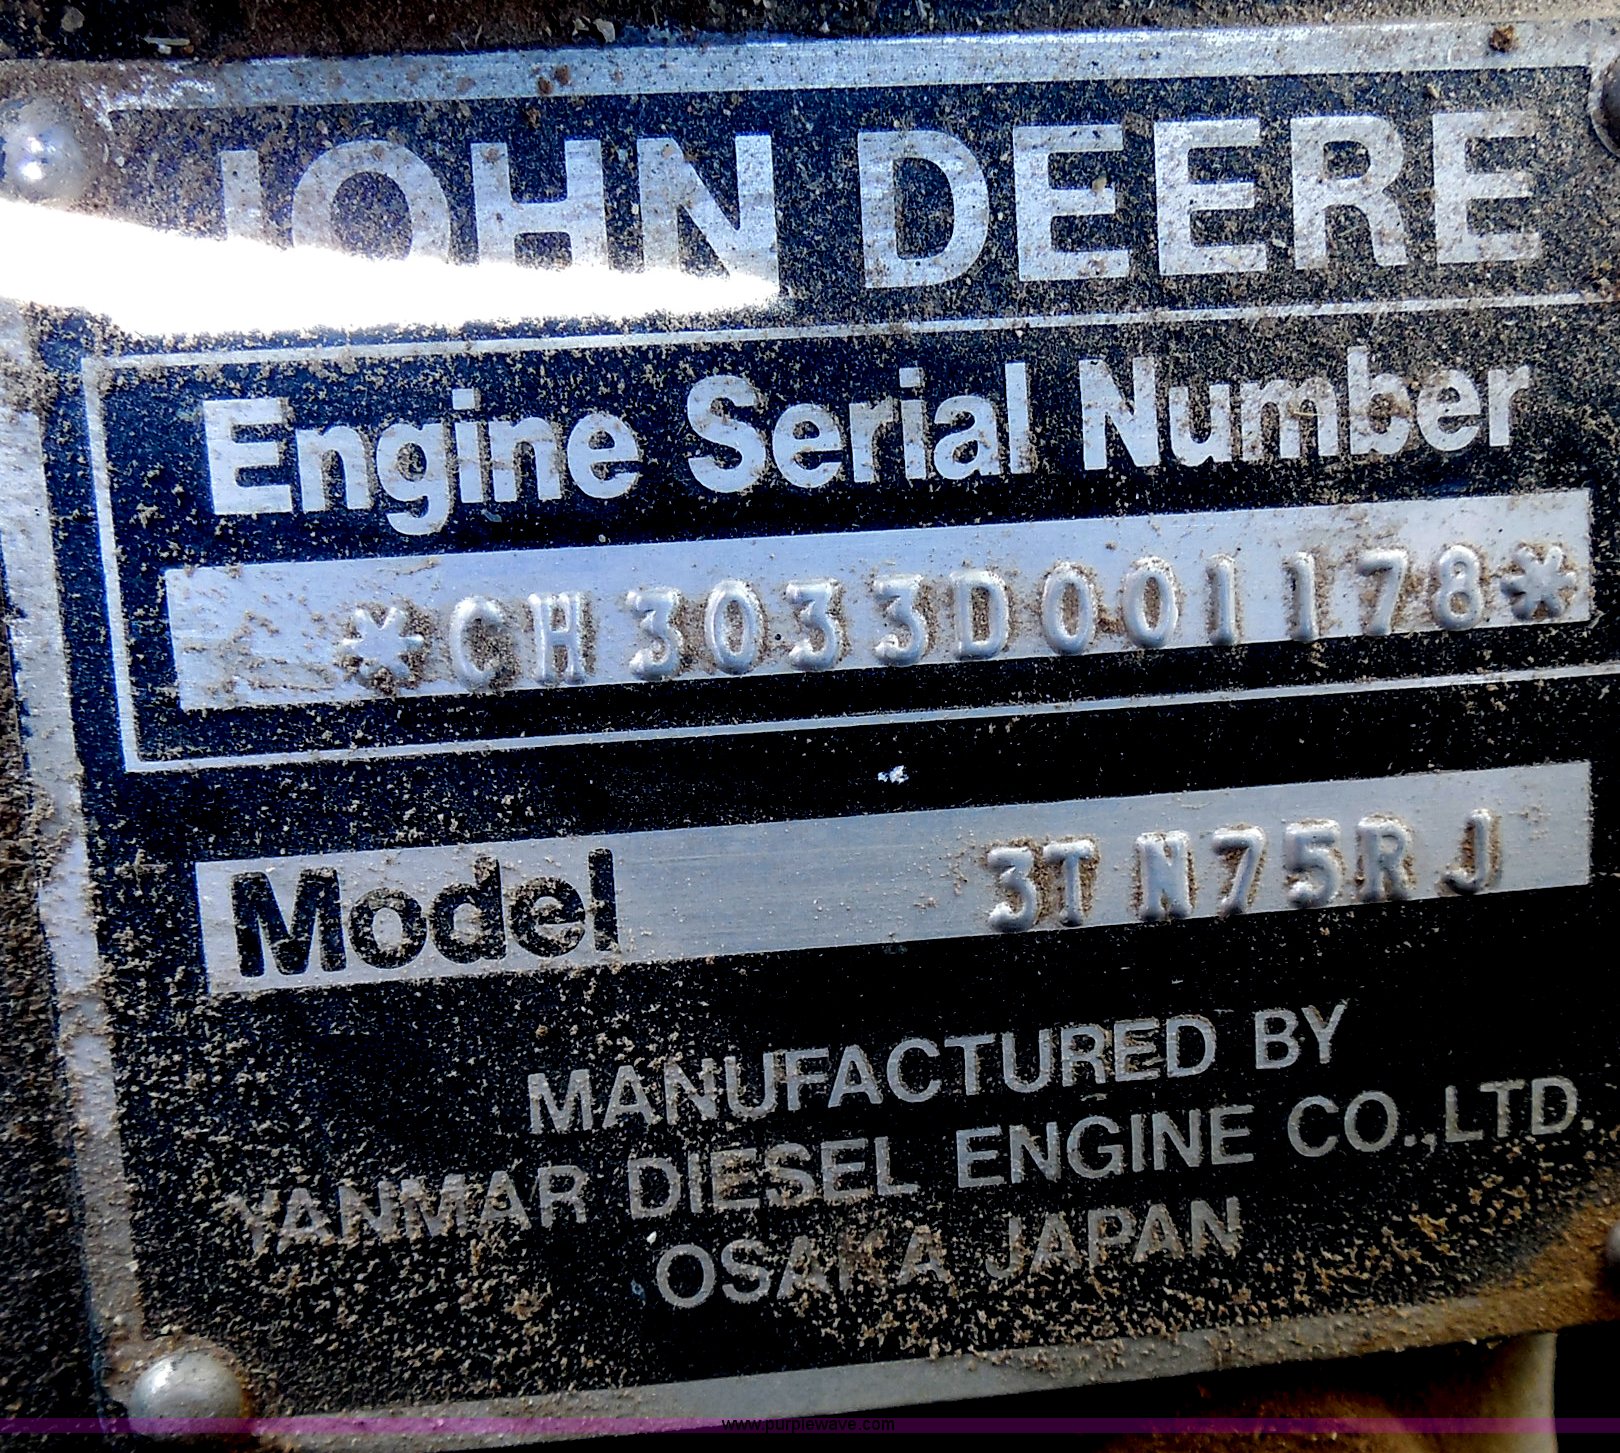 JOHN DEERE
Engine Serial Number
*CH3033D001178*
Model 3TN75RJ
MANUFACTURED BY
YANMAR DIESEL ENGINE CO.,LTD.
OSAKA JAPAN
www.purplewave.com